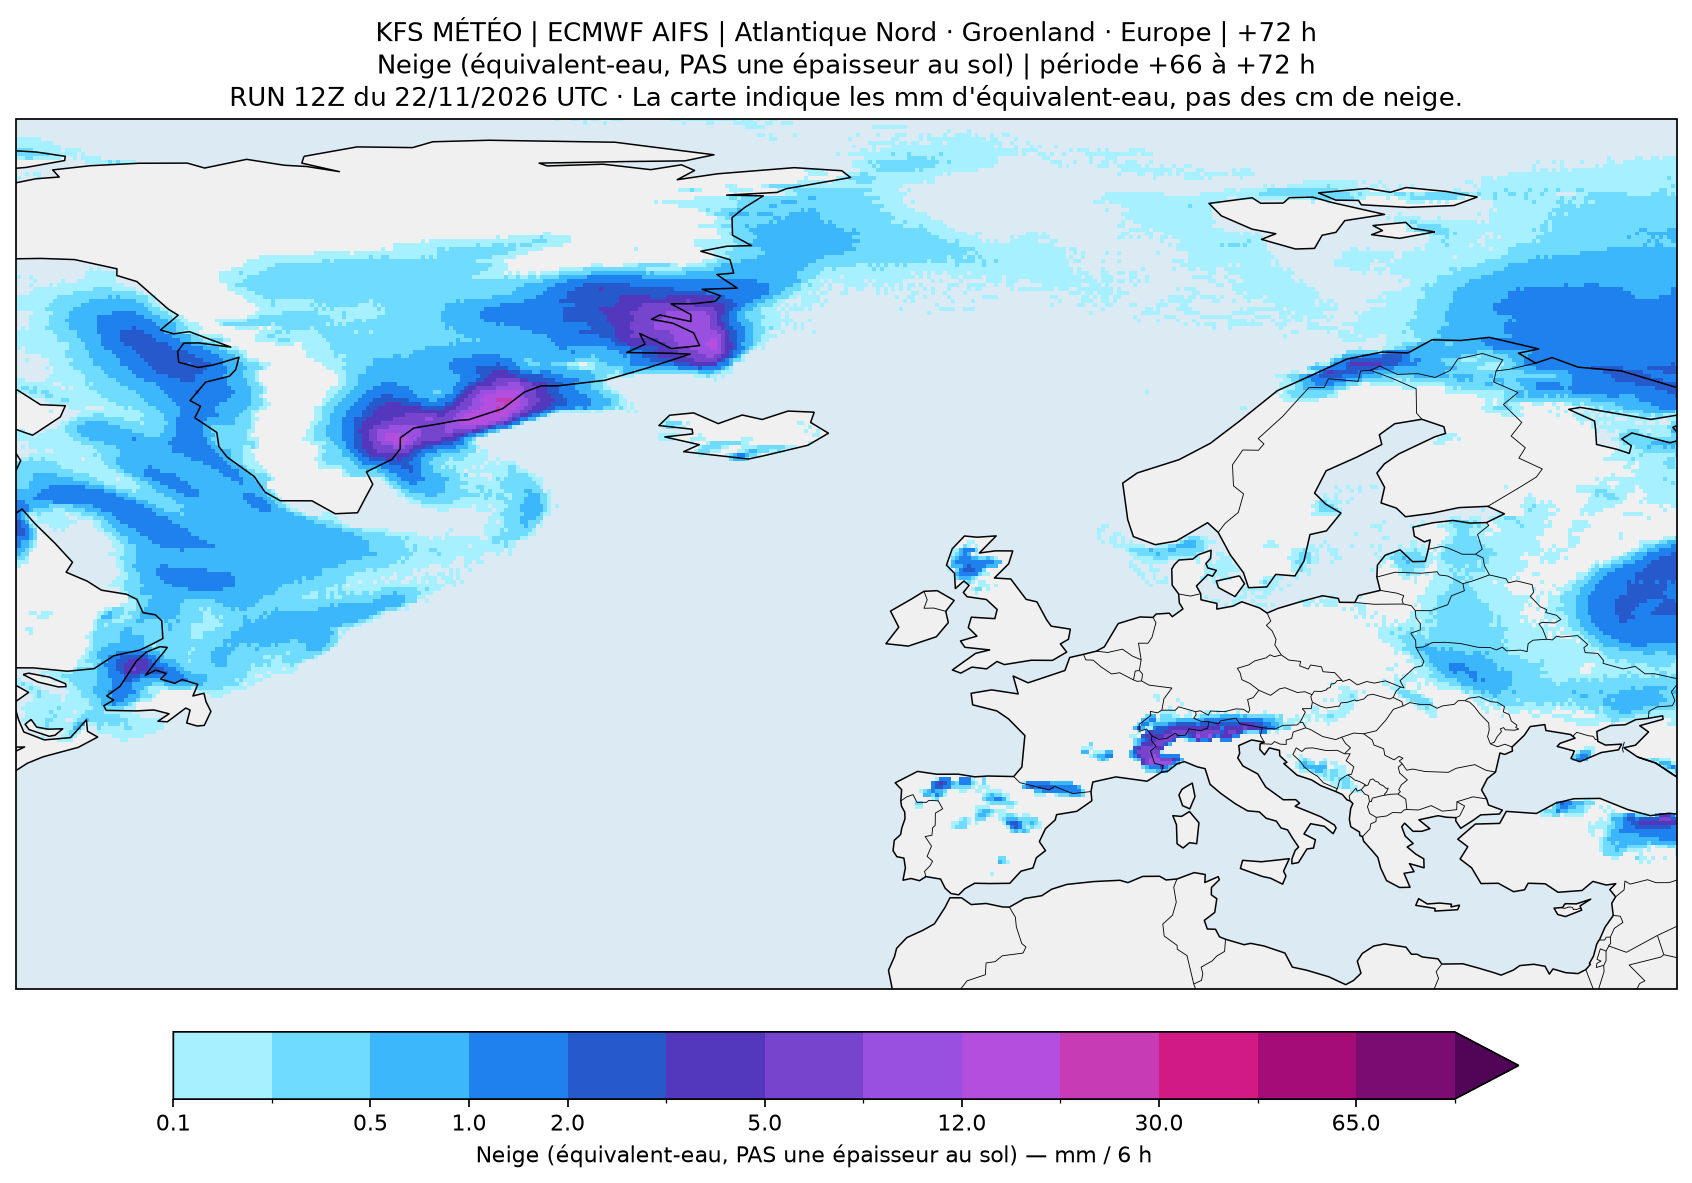 KFS MÉTÉO | ECMWF AIFS | Atlantique Nord · Groenland · Europe | +72 h
Neige (équivalent-eau, PAS une épaisseur au sol) | période +66 à +72 h
RUN 12Z du 22/11/2026 UTC · La carte indique les mm d'équivalent-eau, pas des cm de neige.
0.1 0.5 1.0 2.0 5.0 12.0 30.0 65.0
Neige (équivalent-eau, PAS une épaisseur au sol) — mm / 6 h